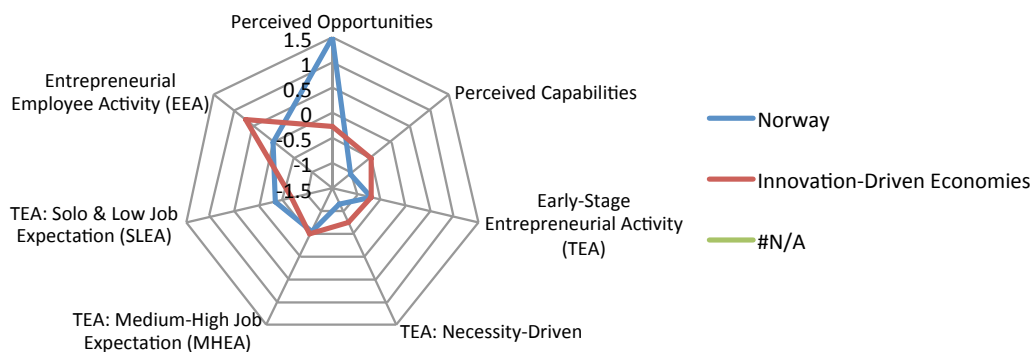 Perceived Opportunities
1.5
1
0.5
0
-0.5
-1
-1.5
Entrepreneurial
Employee Activity (EEA)
Perceived Capabilities
TEA: Solo & Low Job
Expectation (SLEA)
Early-Stage
Entrepreneurial Activity
(TEA)
TEA: Medium-High Job
Expectation (MHEA)
TEA: Necessity-Driven
Norway
Innovation-Driven Economies
#N/A